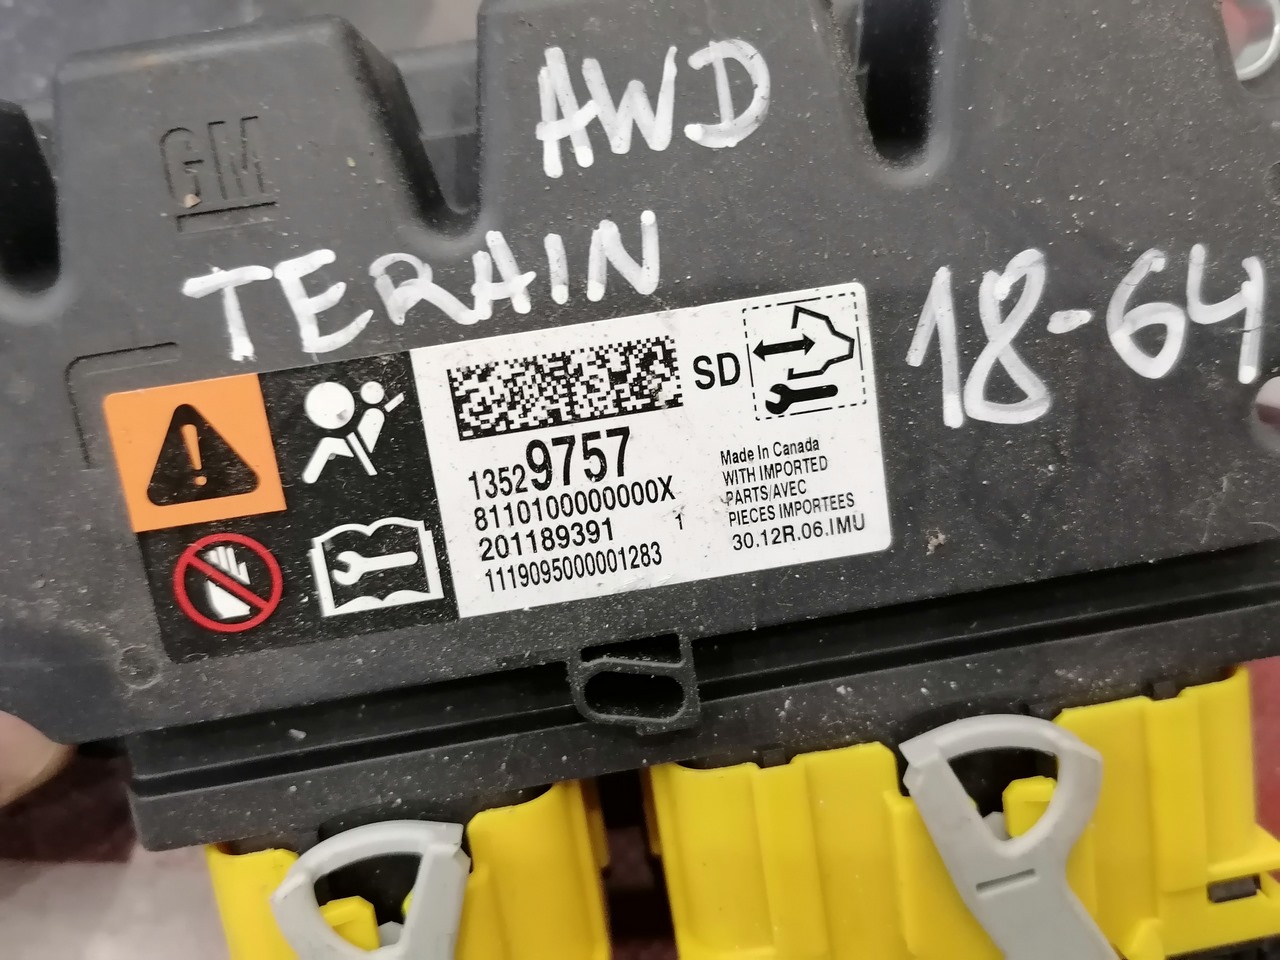 AWD
GM
TERAIN
18-64
SD
13529757
8110100000000X
201189391 1
1119095000001283
Made In Canada
WITH IMPORTED
PARTS/AVEC
PIECES IMPORTEES
30.12R.06.IMU